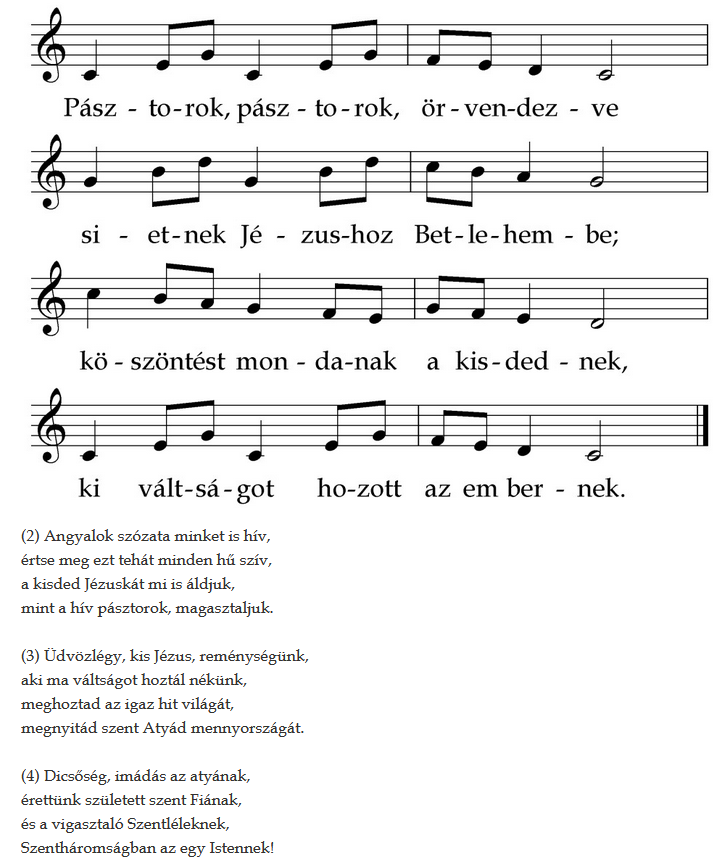 Pász - to-rok, pász - to-rok, ör-ven-dez - ve
si - et-nek Jé - zus-hoz Bet-le-hem - be;
kö - szöntést mon - da-nak a kis-ded - nek,
ki vált-sá-got ho-zott az em ber - nek.
(2) Angyalok szózata minket is hív,
értse meg ezt tehát minden hű szív,
a kisded Jézuskát mi is áldjuk,
mint a hív pásztorok, magasztaljuk.
(3) Üdvözlégy, kis Jézus, reménységünk,
aki ma váltságot hoztál nékünk,
meghoztad az igaz hit világát,
megnyitád szent Atyád mennyországát.
(4) Dicsőség, imádás az atyának,
érettünk született szent Fiának,
és a vigasztaló Szentléleknek,
Szentháromságban az egy Istennek!